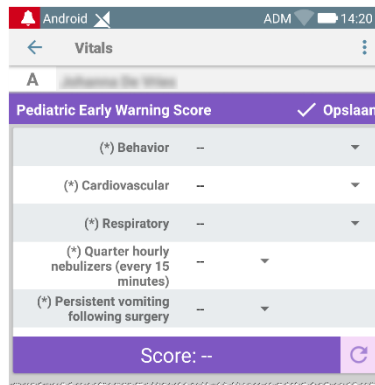 Android ADM 14:20
Vitals
A
Pediatric Early Warning Score Opslaan
(*) Behavior --
(*) Cardiovascular --
(*) Respiratory --
(*) Quarter hourly
nebulizers (every 15 --
minutes)
(*) Persistent vomiting
following surgery --
Score: --